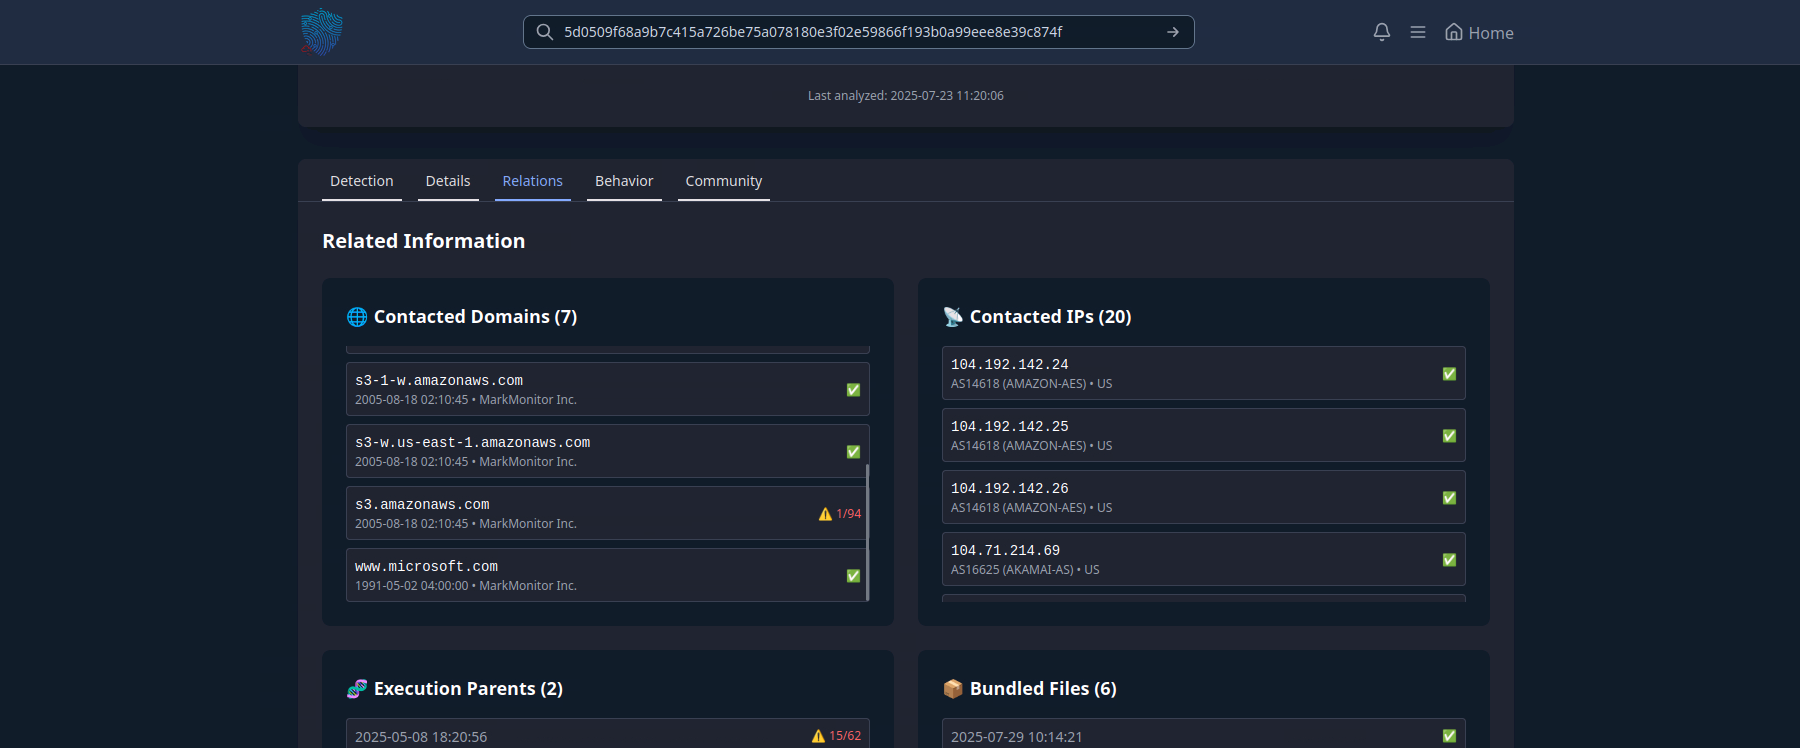 5d0509f68a9b7c415a726be75a078180e3f02e59866f193b0a99eee8e39c874f
Home
Last analyzed: 2025-07-23 11:20:06
Detection Details Relations Behavior Community
Related Information
Contacted Domains (7)
s3-1-w.amazonaws.com
2005-08-18 02:10:45 • MarkMonitor Inc.
s3-w.us-east-1.amazonaws.com
2005-08-18 02:10:45 • MarkMonitor Inc.
s3.amazonaws.com
2005-08-18 02:10:45 • MarkMonitor Inc.
1/94
www.microsoft.com
1991-05-02 04:00:00 • MarkMonitor Inc.
Contacted IPs (20)
104.192.142.24
AS14618 (AMAZON-AES) • US
104.192.142.25
AS14618 (AMAZON-AES) • US
104.192.142.26
AS14618 (AMAZON-AES) • US
104.71.214.69
AS16625 (AKAMAI-AS) • US
Execution Parents (2)
2025-05-08 18:20:56
15/62
Bundled Files (6)
2025-07-29 10:14:21